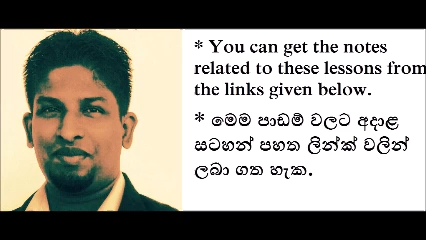 * You can get the notes
related to these lessons from
the links given below.
* මෙම පාඩම් වලට අදාළ
සටහන් පහත ලින්ක් වලින්
ලබා ගත හැක.